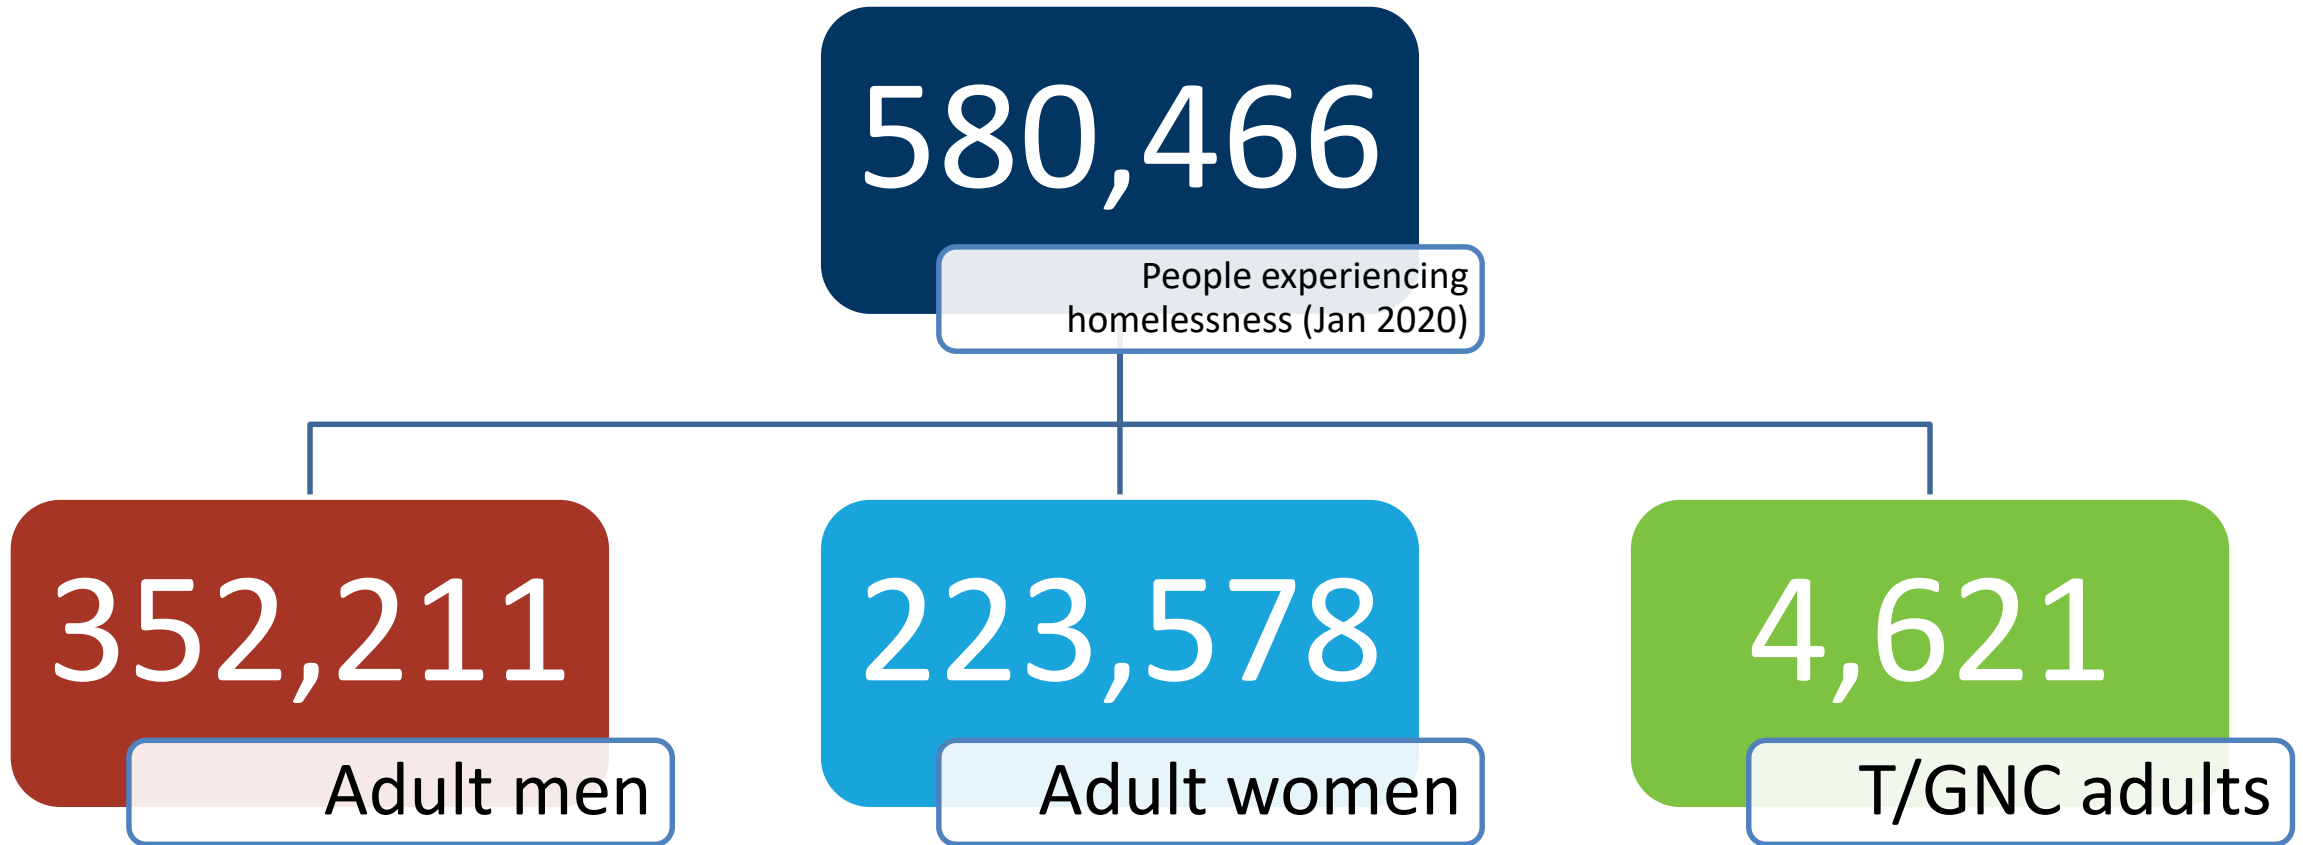 580,466
People experiencing
homelessness (Jan 2020)
352,211
Adult men
223,578
Adult women
4,621
T/GNC adults